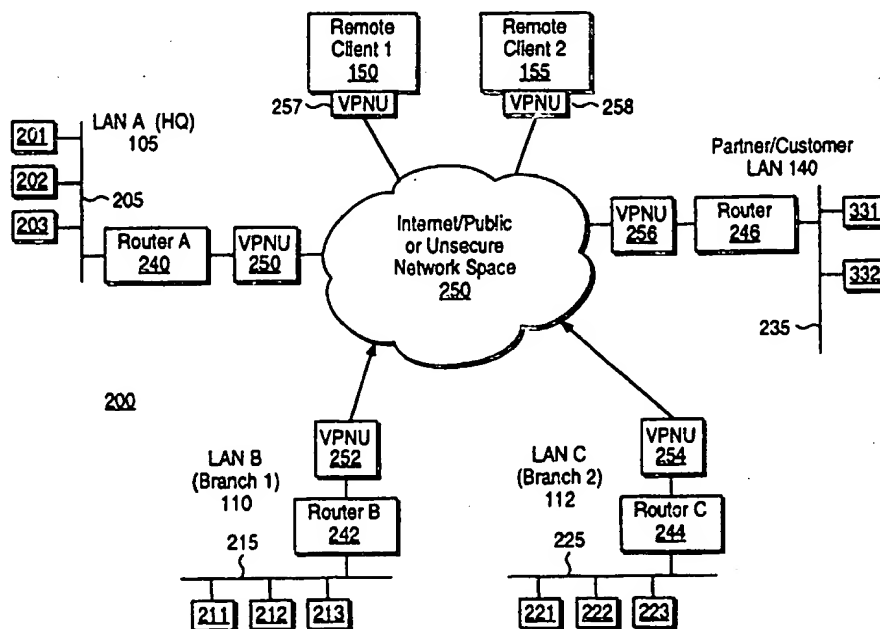 Remote
Client 1
150
VPNU
257
Remote
Client 2
155
VPNU
258
LAN A (HQ)
105
201
202
203
205
Router A
240
VPNU
250
Internet/Public
or Unsecure
Network Space
250
Partner/Customer
LAN 140
VPNU
256
Router
246
331
332
235
200
VPNU
252
LAN B
(Branch 1)
110
Router B
242
215
211
212
213
VPNU
254
LAN C
(Branch 2)
112
Router C
244
225
221
222
223